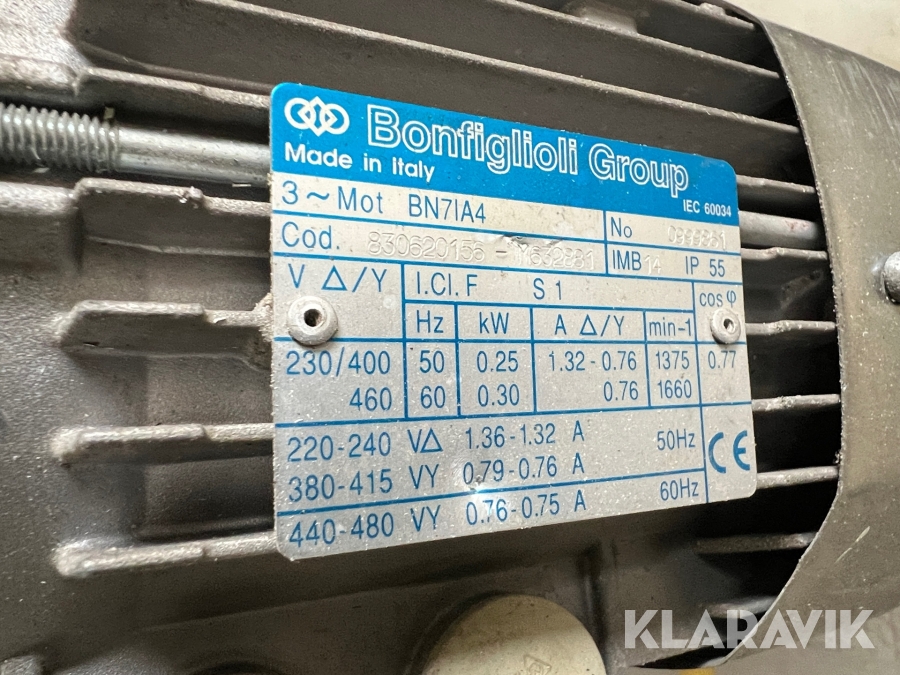 Bonfiglioli Group
Made in Italy
IEC 60034
3~Mot BN71A4
No
Cod. 830620156 -
IMB14 IP 55
V Δ/Y I.Cl. F S 1 cos φ
Hz kW A Δ/Y min-1
230/400 50 0.25 1.32-0.76 1375 0.77
460 60 0.30 0.76 1660
220-240 VΔ 1.36-1.32 A 50Hz
380-415 VY 0.79-0.76 A
440-480 VY 0.76-0.75 A 60Hz
CE
KLARAVIK